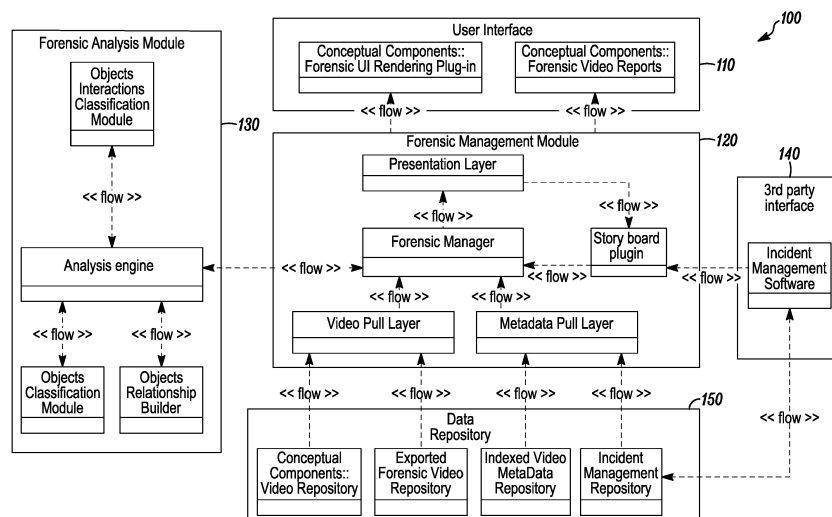 100
User Interface
Conceptual Components::
Forensic UI Rendering Plug-in
Conceptual Components::
Forensic Video Reports
110
<< flow >>
<< flow >>
Forensic Analysis Module
Objects
Interactions
Classification
Module
130
<< flow >>
Analysis engine
<< flow >>
<< flow >>
Objects
Classification
Module
Objects
Relationship
Builder
<< flow >>
Forensic Management Module
120
Presentation Layer
<< flow >>
<< flow >>
Forensic Manager
Story board
plugin
<< flow >>
<< flow >>
<< flow >>
Video Pull Layer
Metadata Pull Layer
140
3rd party
interface
Incident
Management
Software
<< flow >>
<< flow >>
<< flow >>
<< flow >>
<< flow >>
<< flow >>
<< flow >>
150
Data
Repository
Conceptual
Components::
Video Repository
Exported
Forensic Video
Repository
Indexed Video
MetaData
Repository
Incident
Management
Repository